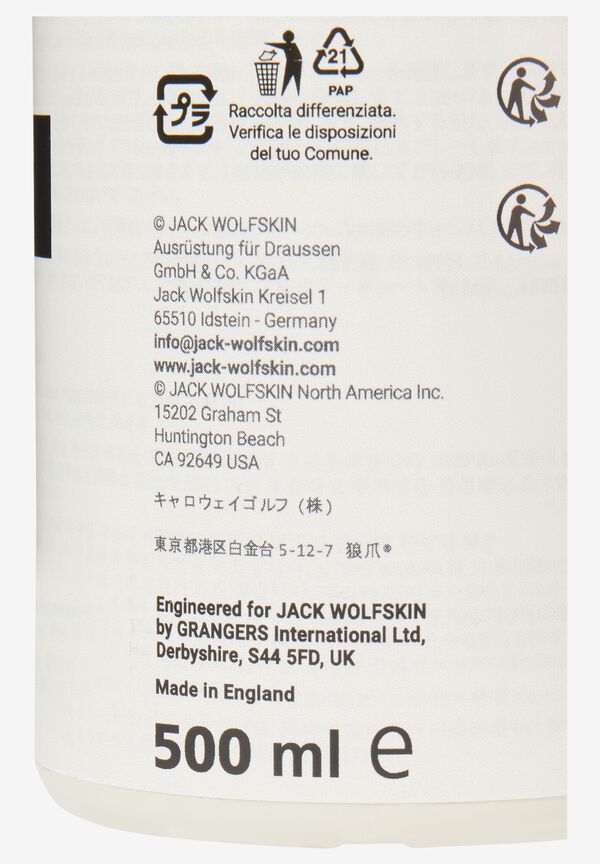 21
PAP
プラ
Raccolta differenziata.
Verifica le disposizioni
del tuo Comune.
© JACK WOLFSKIN
Ausrüstung für Draussen
GmbH & Co. KGaA
Jack Wolfskin Kreisel 1
65510 Idstein - Germany
info@jack-wolfskin.com
www.jack-wolfskin.com
© JACK WOLFSKIN North America Inc.
15202 Graham St
Huntington Beach
CA 92649 USA
キャロウェイゴルフ（株）
東京都港区白金台5-12-7 狼爪®
Engineered for JACK WOLFSKIN
by GRANGERS International Ltd,
Derbyshire, S44 5FD, UK
Made in England
500 ml ℮